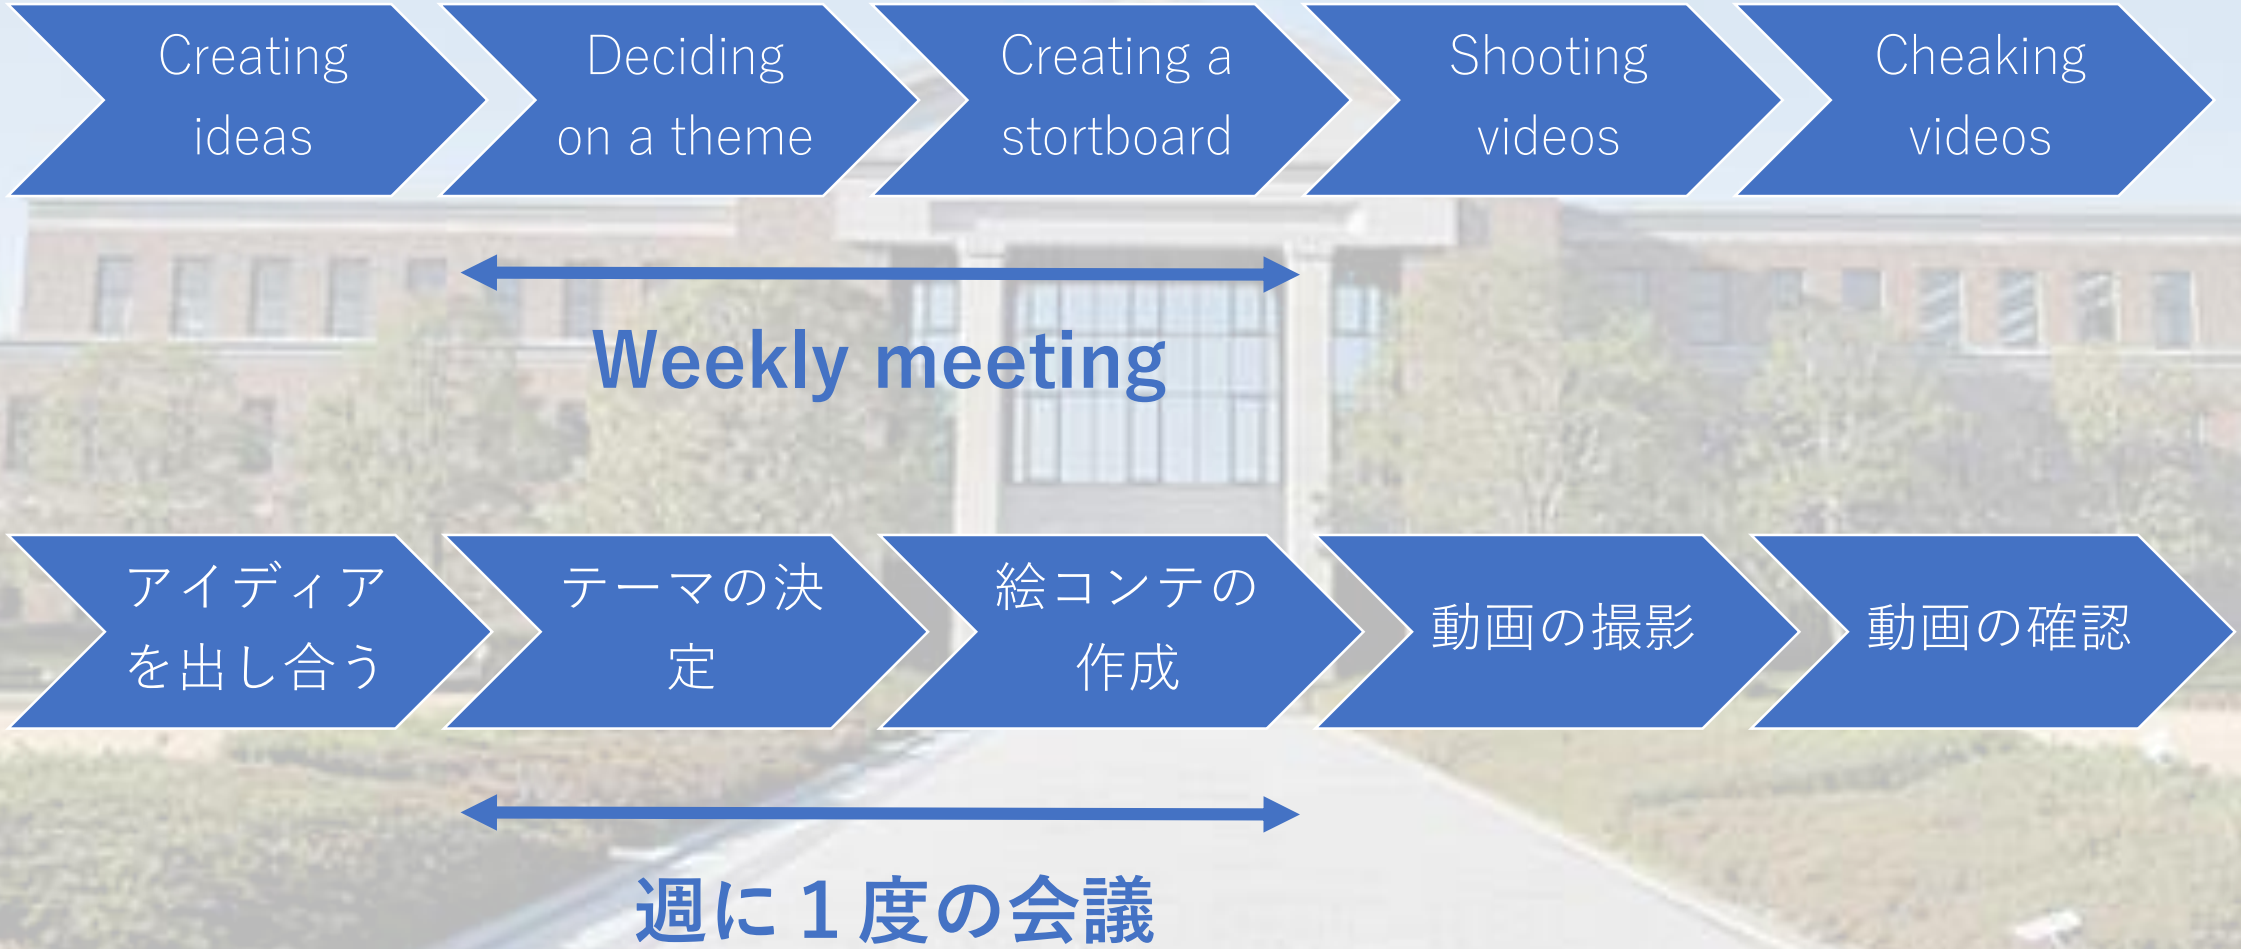 Creating
ideas
Deciding
on a theme
Creating a
stortboard
Shooting
videos
Cheaking
videos
Weekly meeting
アイディア
を出し合う
テーマの決
定
絵コンテの
作成
動画の撮影
動画の確認
週に１度の会議